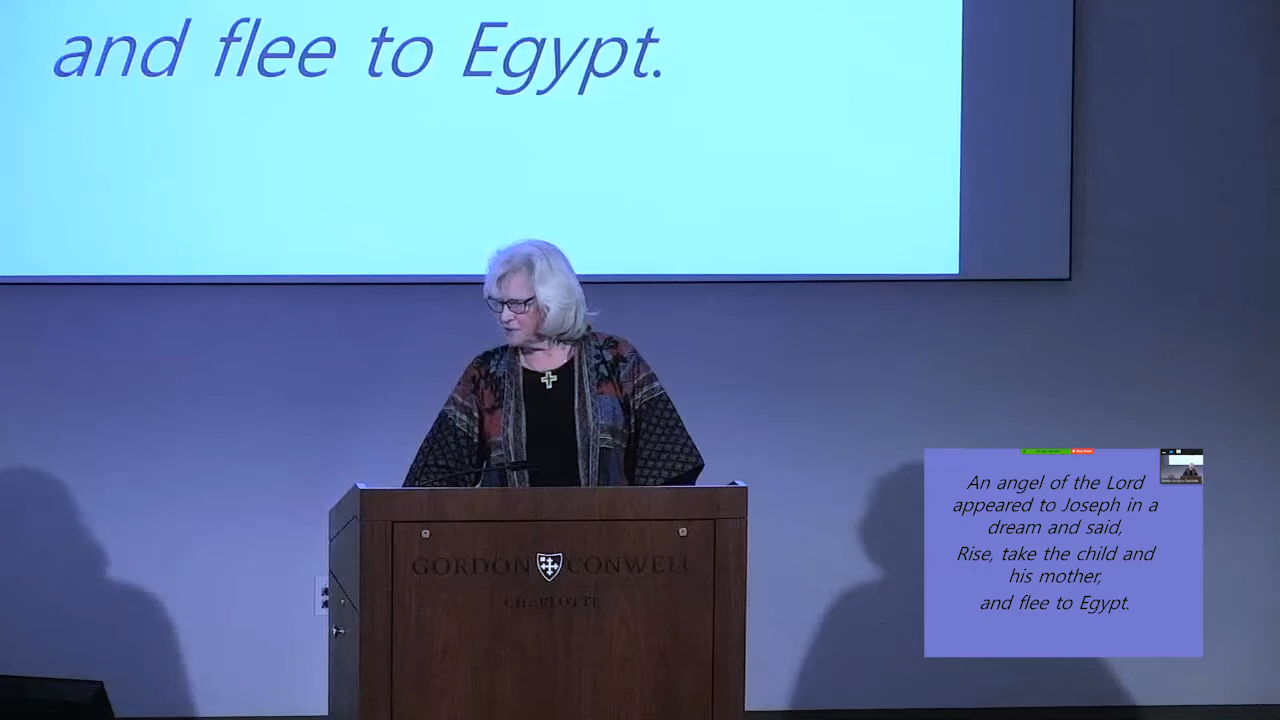 and flee to Egypt.
GORDON CONWELL
CHARLOTTE
An angel of the Lord
appeared to Joseph in a
dream and said,
Rise, take the child and
his mother,
and flee to Egypt.